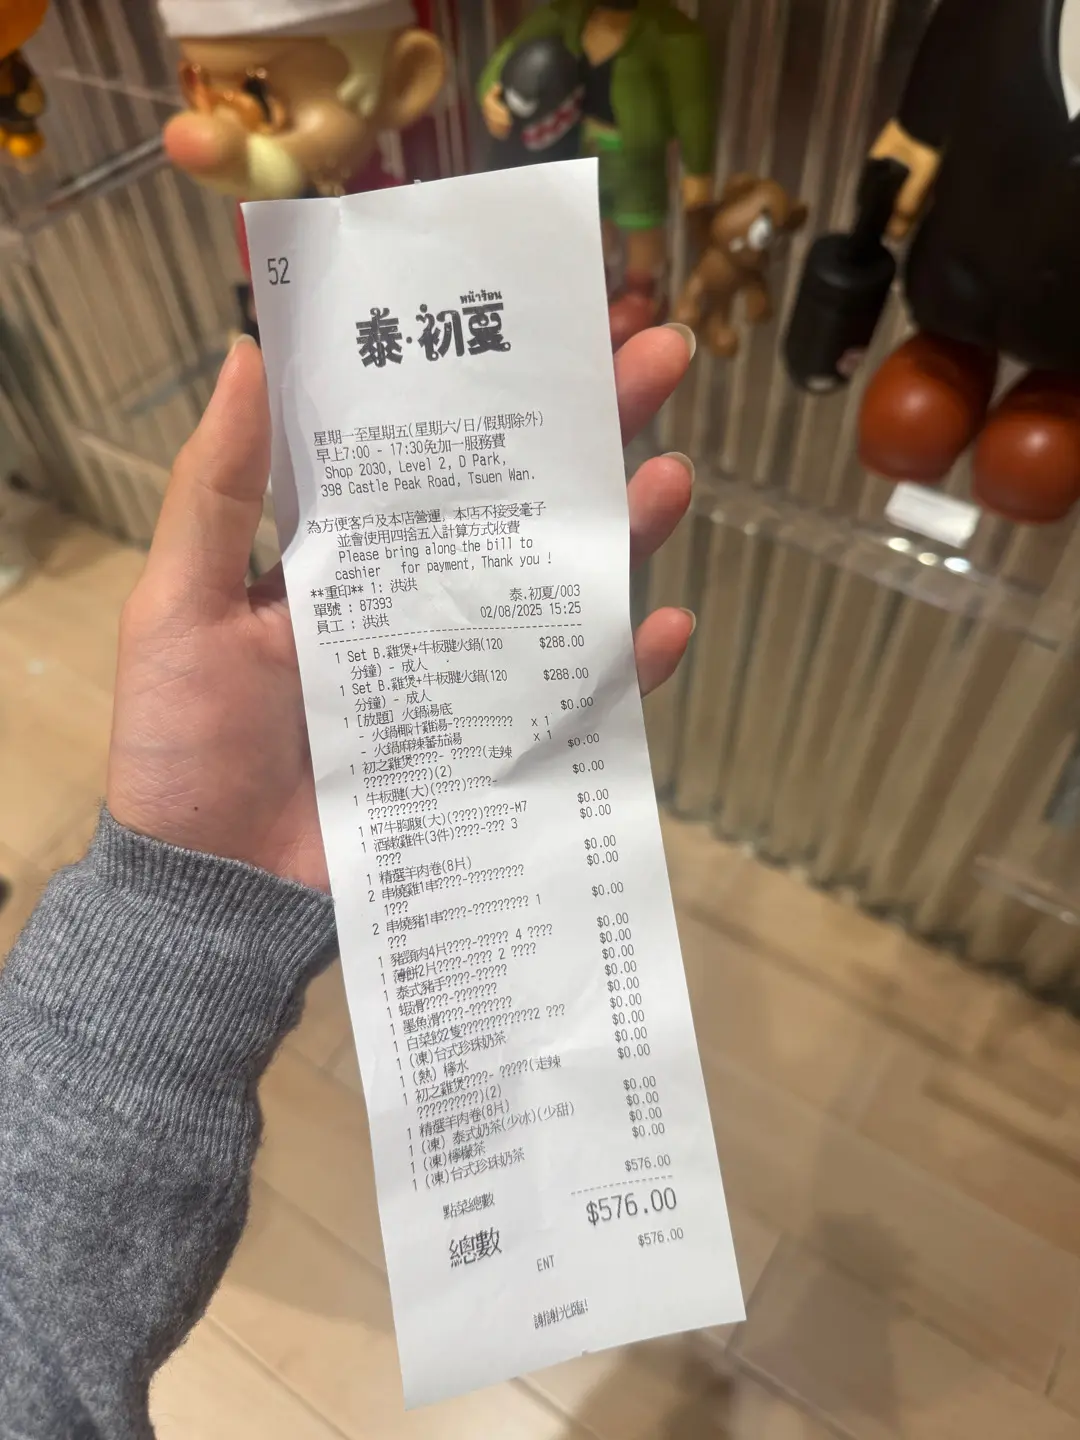 52
หน้าร้อน
泰·初夏
星期一至星期五(星期六/日/假期除外)
早上7:00 - 17:30免加一服務費
Shop 2030, Level 2, D Park,
398 Castle Peak Road, Tsuen Wan.
為方便客戶及本店營運, 本店不接受毫子
並會使用四捨五入計算方式收費
Please bring along the bill to
cashier for payment, Thank you !
**重印** 1: 洪洪
單號 : 87393 泰.初夏/003
員工 : 洪洪 02/08/2025 15:25
1 Set B.雞煲+牛板腱火鍋(120 $288.00
分鐘) - 成人
1 Set B.雞煲+牛板腱火鍋(120 $288.00
分鐘) - 成人
1 [放題] 火鍋湯底 $0.00
- 火鍋椰汁雞湯-?????????? x 1
- 火鍋麻辣蕃茄湯 x 1
1 初之雞煲????- ?????(走辣 $0.00
??????????)(2)
1 牛板腱(大)(????)????- $0.00
???????????
1 M7牛胸腹(大)(????)????-M7 $0.00
1 酒鏾雞件(3件)????-??? 3 $0.00
????
1 精選羊肉卷(8片) $0.00
2 串燒雞1串????-????????? $0.00
1???
2 串燒豬1串????-????????? 1 $0.00
???
1 豬頸肉4片????-????? 4 ???? $0.00
1 薄餅2片????-???? 2 ???? $0.00
1 泰式豬手????-????? $0.00
1 蝦滑????-??????? $0.00
1 墨魚滑????-??????? $0.00
1 白菜餃2隻?????????????2 ??? $0.00
1 (凍)台式珍珠奶茶 $0.00
1 (熱) 檸水 $0.00
1 初之雞煲????- ?????(走辣 $0.00
??????????)(2)
1 精選羊肉卷(8片) $0.00
1 (凍) 泰式奶茶(少冰)(少甜) $0.00
1 (凍)檸檬茶 $0.00
1 (凍)台式珍珠奶茶 $0.00
點菜總數 $576.00
總數 $576.00
ENT $576.00
謝謝光臨!